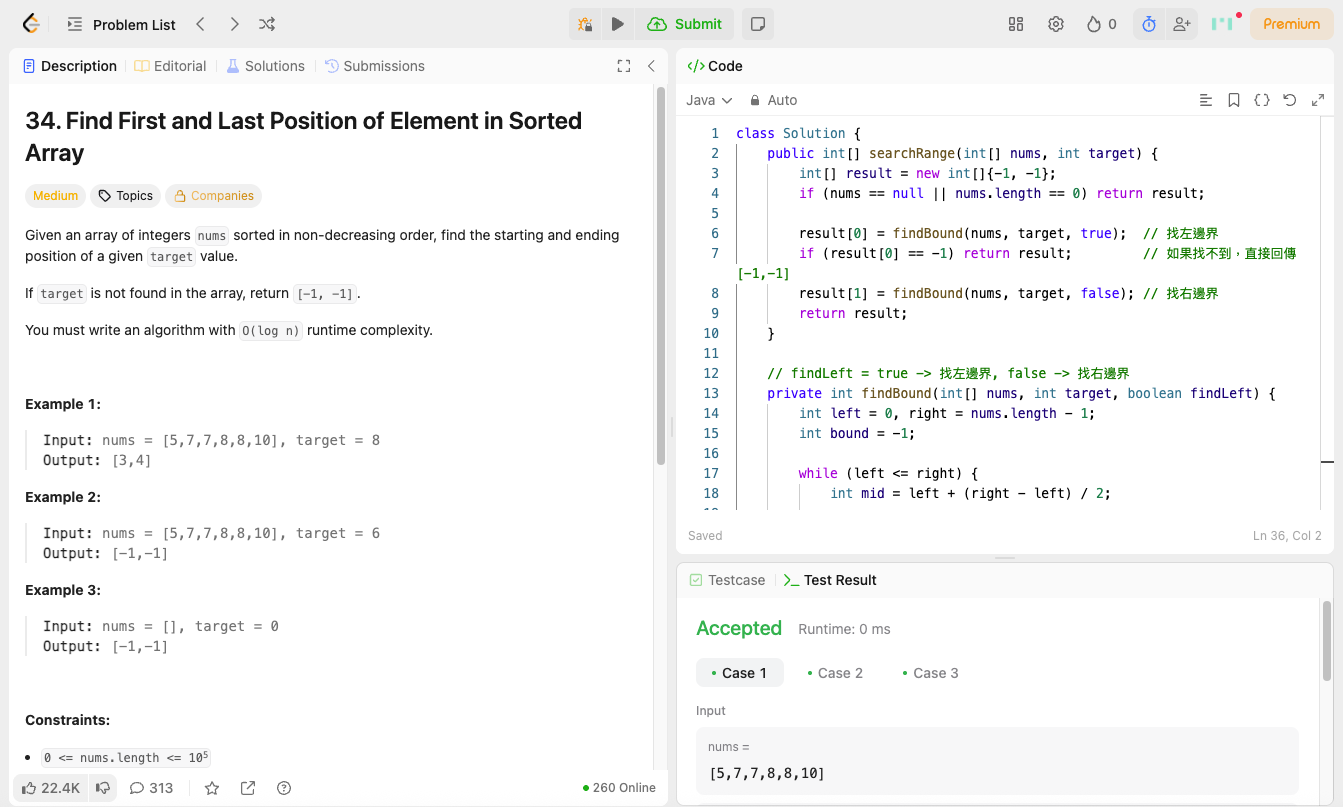 Problem List
Submit
0
Premium
Description
Editorial
Solutions
Submissions
34. Find First and Last Position of Element in Sorted
Array
Medium
Topics
Companies
Given an array of integers nums sorted in non-decreasing order, find the starting and ending
position of a given target value.
If target is not found in the array, return [-1, -1].
You must write an algorithm with O(log n) runtime complexity.
Example 1:
Input: nums = [5,7,7,8,8,10], target = 8
Output: [3,4]
Example 2:
Input: nums = [5,7,7,8,8,10], target = 6
Output: [-1,-1]
Example 3:
Input: nums = [], target = 0
Output: [-1,-1]
Constraints:
• 0 <= nums.length <= 10⁵
22.4K
313
260 Online
</> Code
Java
Auto
1 class Solution {
2 public int[] searchRange(int[] nums, int target) {
3 int[] result = new int[]{-1, -1};
4 if (nums == null || nums.length == 0) return result;
5
6 result[0] = findBound(nums, target, true); // 找左邊界
7 if (result[0] == -1) return result; // 如果找不到，直接回傳
[-1,-1]
8 result[1] = findBound(nums, target, false); // 找右邊界
9 return result;
10 }
11
12 // findLeft = true -> 找左邊界, false -> 找右邊界
13 private int findBound(int[] nums, int target, boolean findLeft) {
14 int left = 0, right = nums.length - 1;
15 int bound = -1;
16
17 while (left <= right) {
18 int mid = left + (right - left) / 2;
Saved
Ln 36, Col 2
Testcase
Test Result
Accepted
Runtime: 0 ms
• Case 1
• Case 2
• Case 3
Input
nums =
[5,7,7,8,8,10]